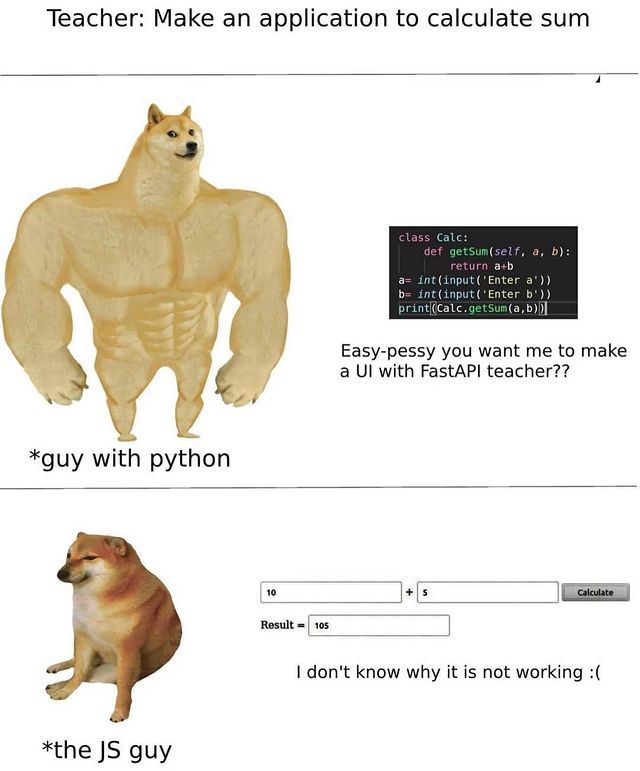 Teacher: Make an application to calculate sum
class Calc:
def getSum(self, a, b):
return a+b
a= int(input('Enter a'))
b= int(input('Enter b'))
print(Calc.getSum(a,b))
Easy-pessy you want me to make
a UI with FastAPI teacher??
*guy with python
10 + 5 Calculate
Result = 105
I don't know why it is not working :(
*the JS guy